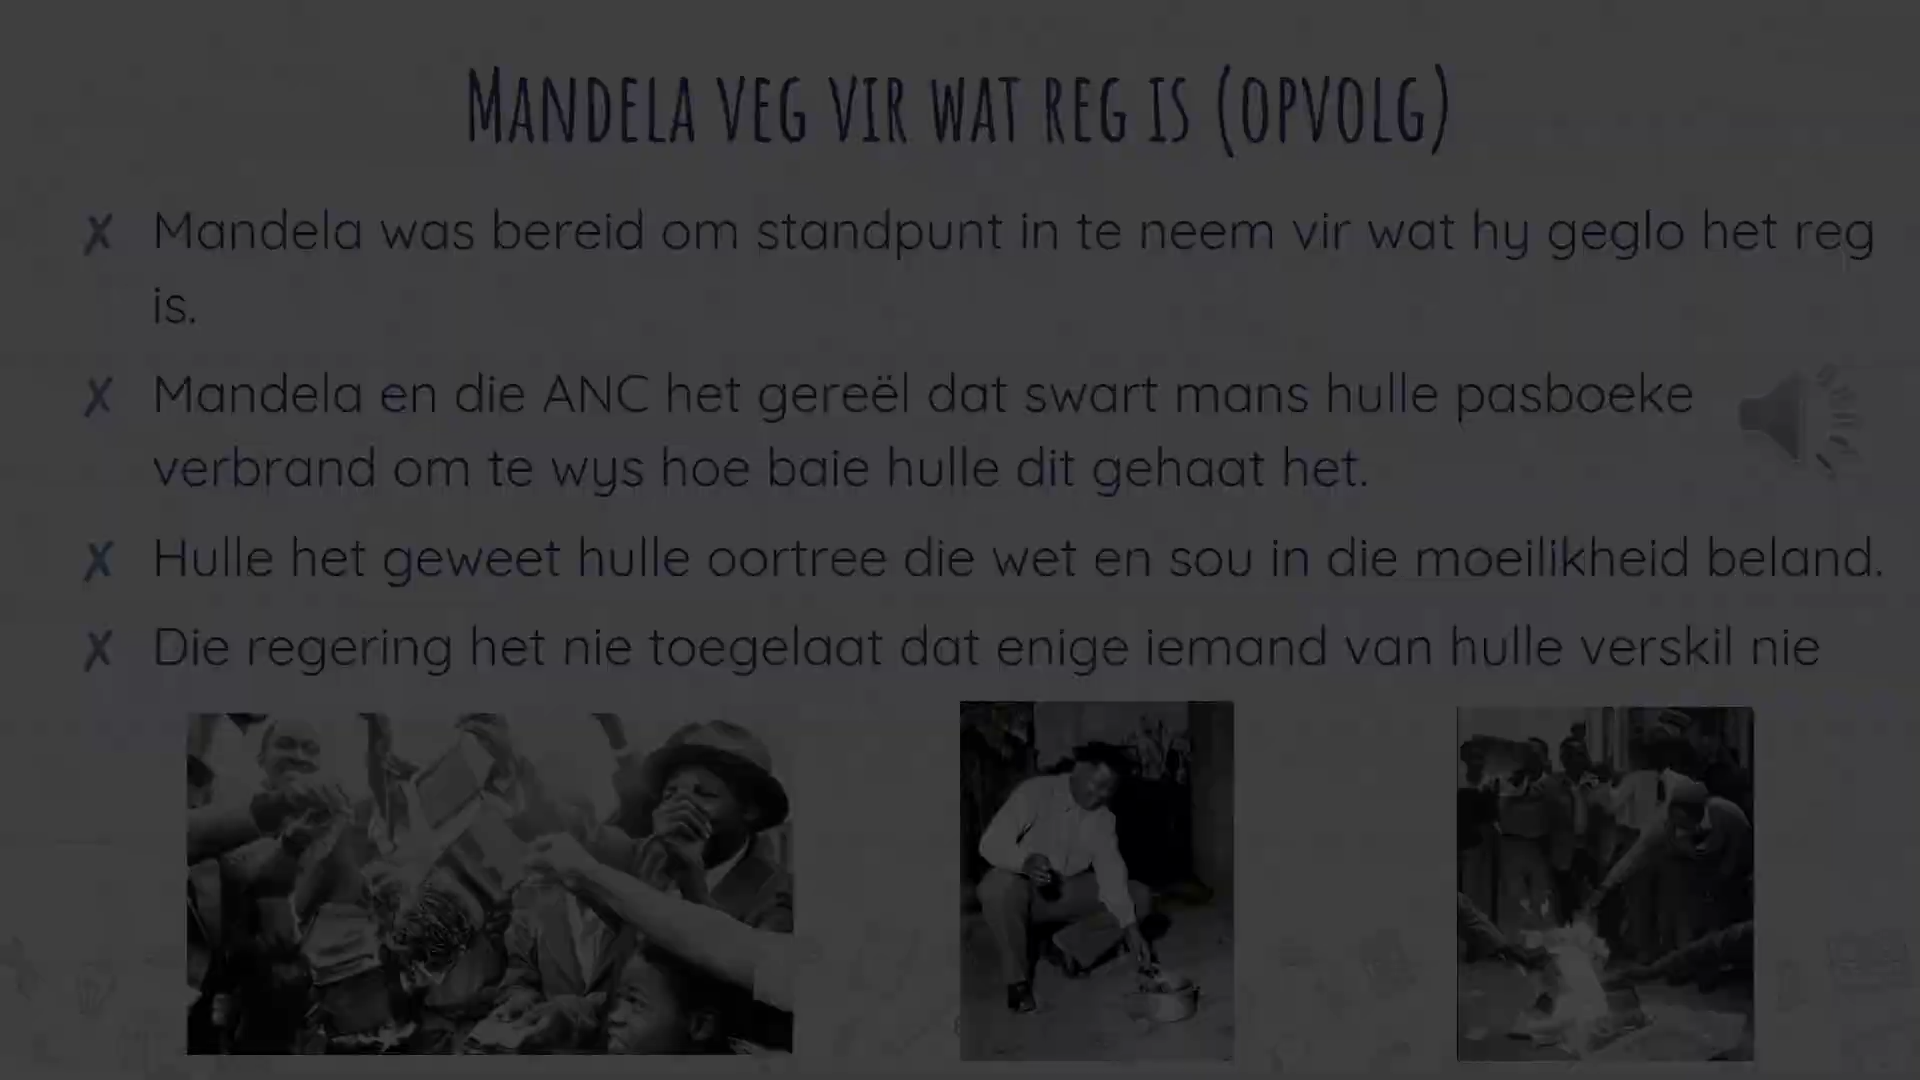 MANDELA VEG VIR WAT REG IS (OPVOLG)
✗ Mandela was bereid om standpunt in te neem vir wat hy geglo het reg
is.
✗ Mandela en die ANC het gereël dat swart mans hulle pasboeke
verbrand om te wys hoe baie hulle dit gehaat het.
✗ Hulle het geweet hulle oortree die wet en sou in die moeilikheid beland.
✗ Die regering het nie toegelaat dat enige iemand van hulle verskil nie